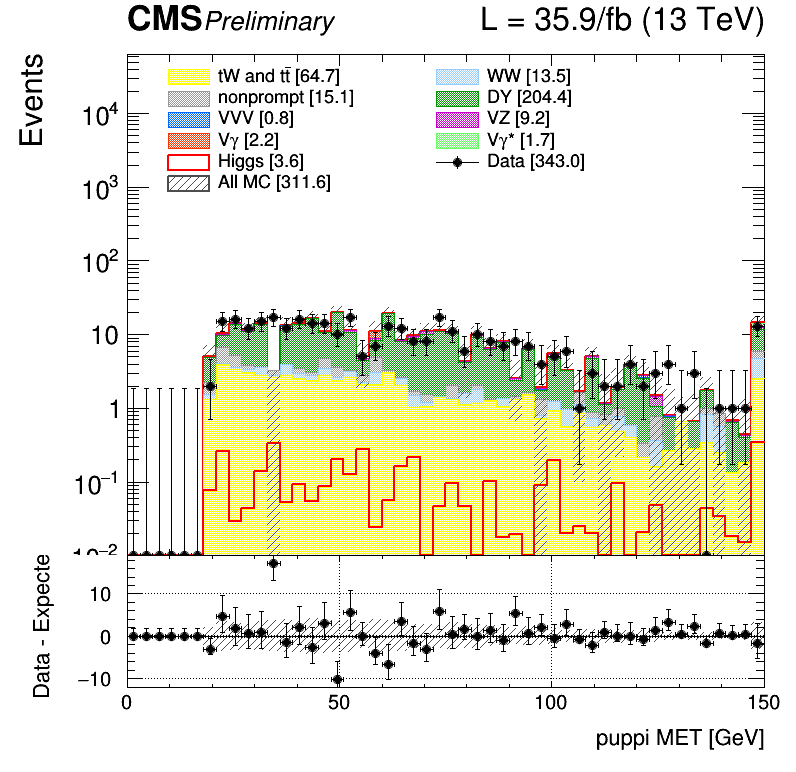 CMS Preliminary L = 35.9/fb (13 TeV)
Events
tW and tt̄ [64.7] WW [13.5]
nonprompt [15.1] DY [204.4]
VVV [0.8] VZ [9.2]
Vγ [2.2] Vγ* [1.7]
Higgs [3.6] Data [343.0]
All MC [311.6]
10⁴
10³
10²
10
1
10⁻¹
10⁻²
Data - Expecte
10
0
−10
0 50 100 150
puppi MET [GeV]